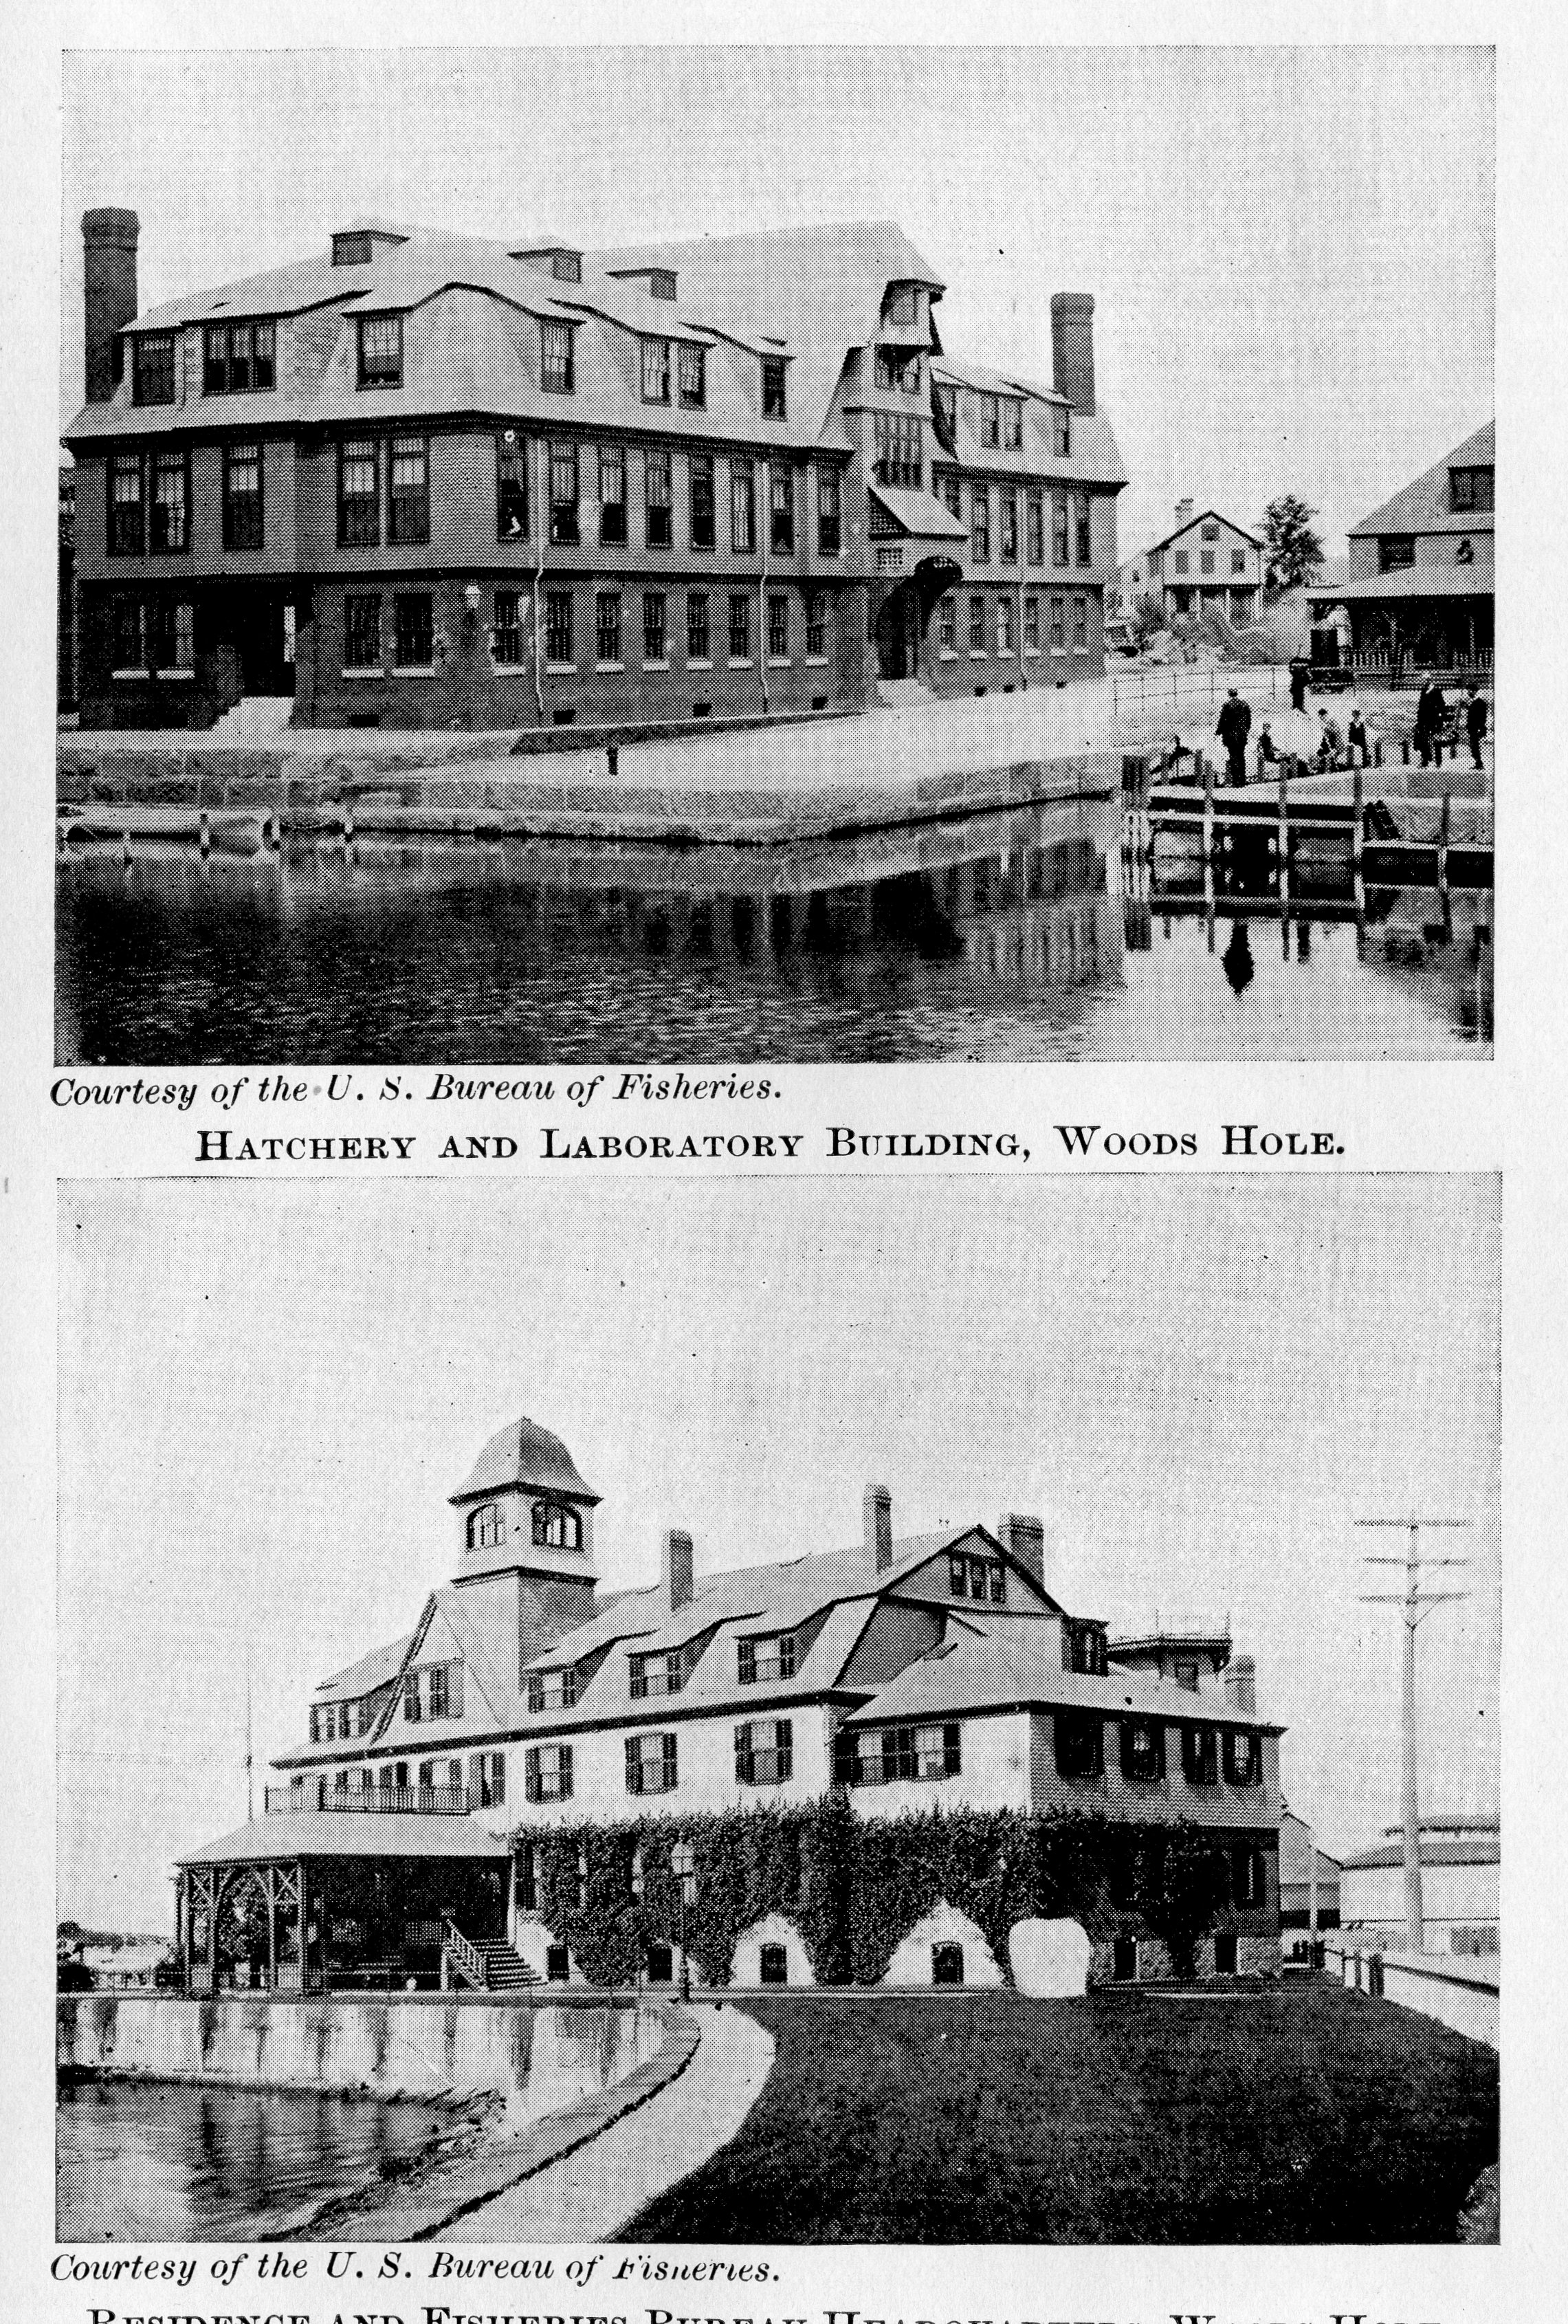 Courtesy of the U. S. Bureau of Fisheries.
HATCHERY AND LABORATORY BUILDING, WOODS HOLE.
Courtesy of the U. S. Bureau of Fisheries.
RESIDENCE AND FISHERIES BUREAU HEADQUARTERS, WOODS HOLE.